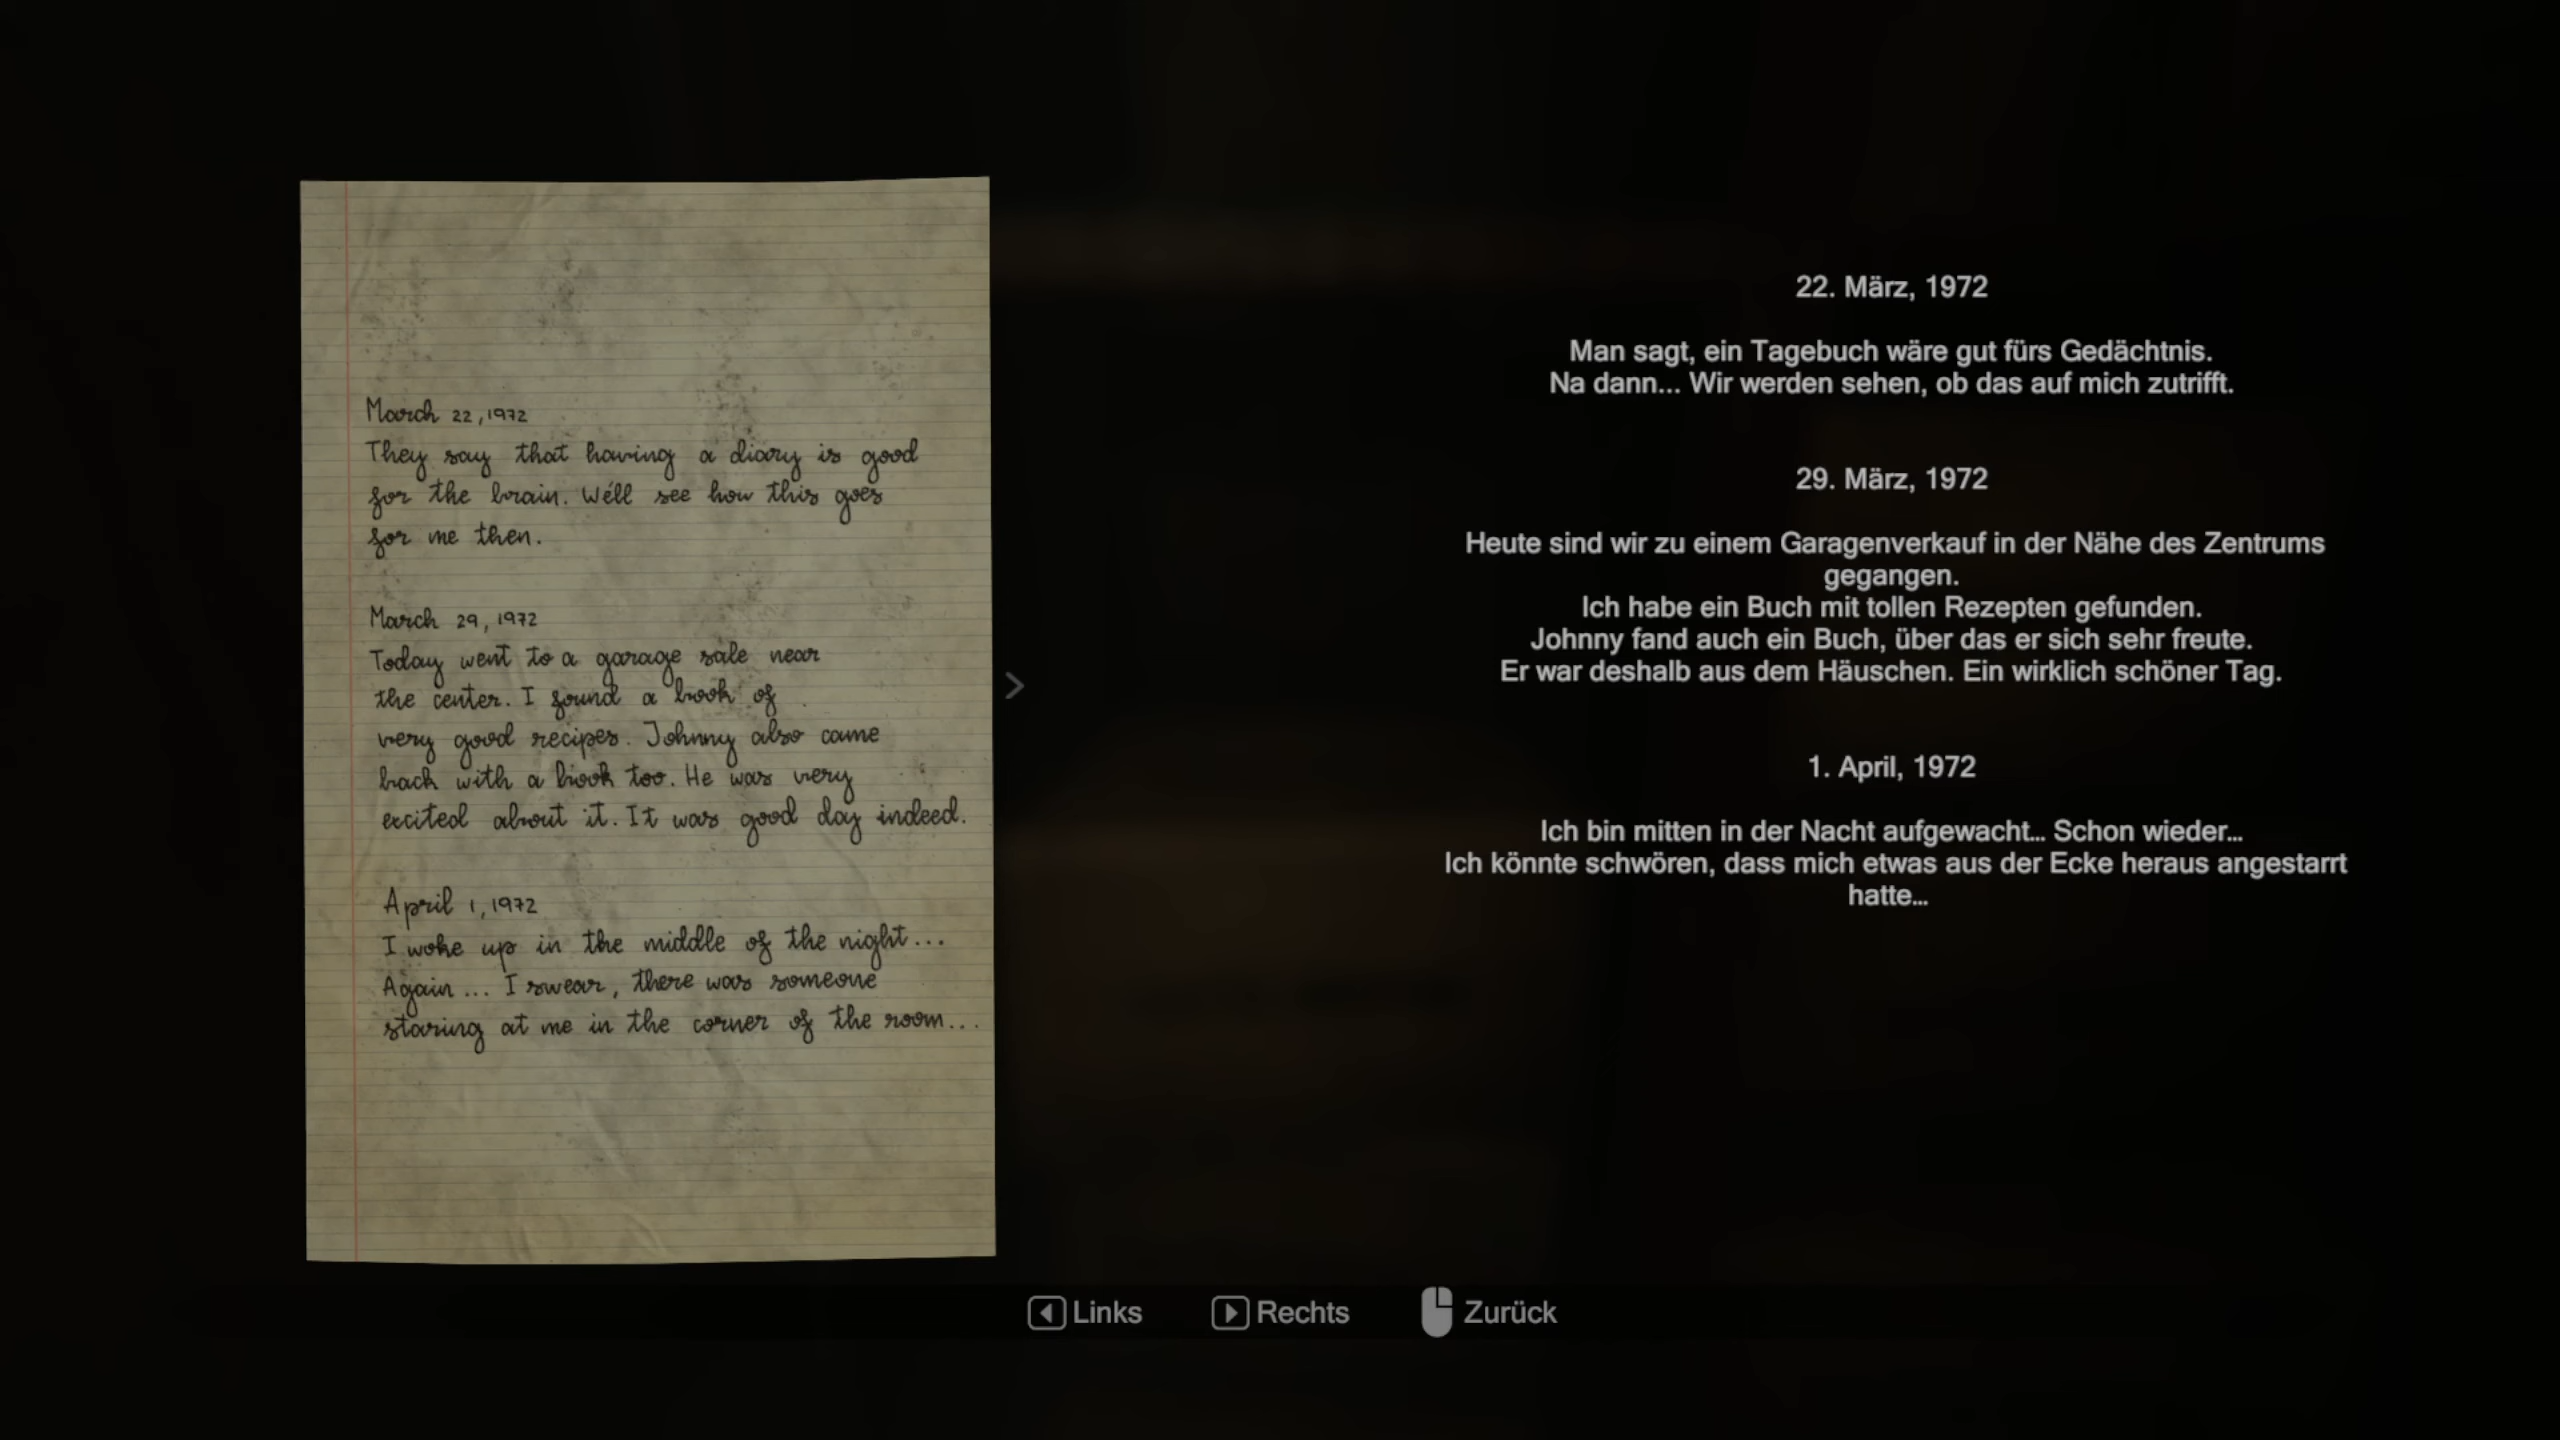 March 22, 1972
They say that having a diary is good
for the brain. We'll see how this goes
for me then.
March 29, 1972
Today went to a garage sale near
the center. I found a book of
very good recipes. Johnny also came
back with a book too. He was very
excited about it. It was good day indeed.
April 1, 1972
I woke up in the middle of the night...
Again... I swear, there was someone
staring at me in the corner of the room...
22. März, 1972
Man sagt, ein Tagebuch wäre gut fürs Gedächtnis.
Na dann... Wir werden sehen, ob das auf mich zutrifft.
29. März, 1972
Heute sind wir zu einem Garagenverkauf in der Nähe des Zentrums
gegangen.
Ich habe ein Buch mit tollen Rezepten gefunden.
Johnny fand auch ein Buch, über das er sich sehr freute.
Er war deshalb aus dem Häuschen. Ein wirklich schöner Tag.
1. April, 1972
Ich bin mitten in der Nacht aufgewacht... Schon wieder...
Ich könnte schwören, dass mich etwas aus der Ecke heraus angestarrt
hatte...
Links
Rechts
Zurück